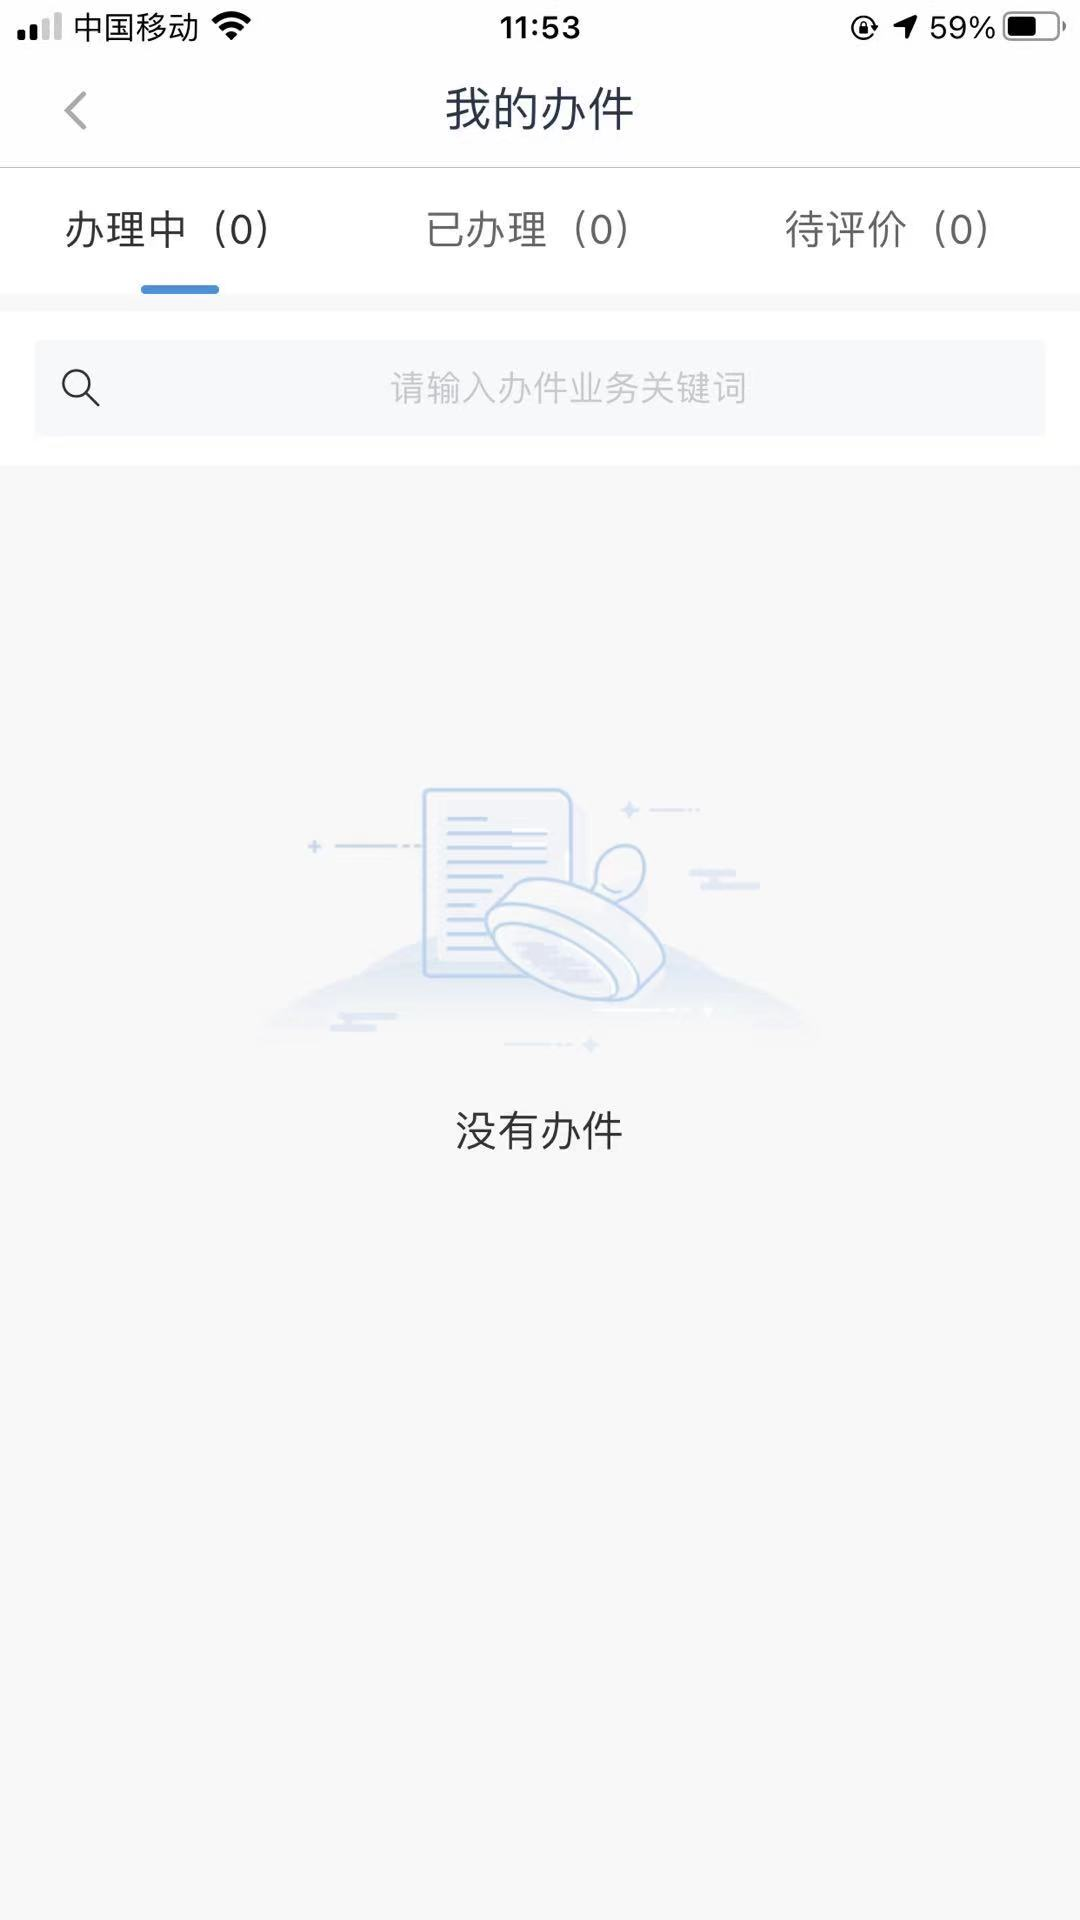 中国移动
11:53
59%
我的办件
办理中（0）
已办理（0）
待评价（0）
请输入办件业务关键词
没有办件